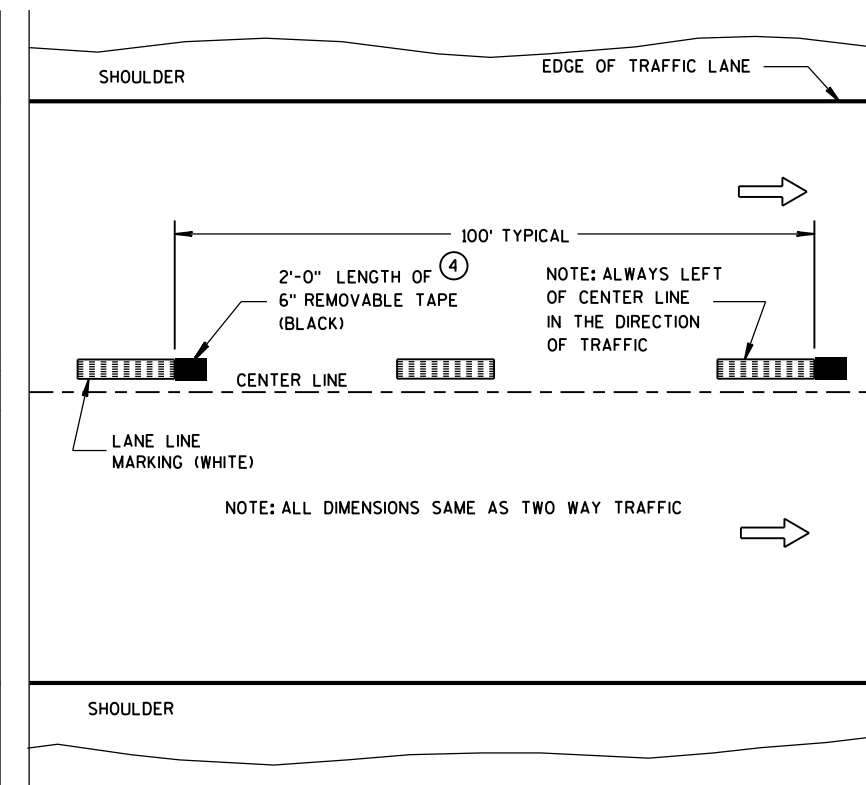 SHOULDER
EDGE OF TRAFFIC LANE
100' TYPICAL
2'-0" LENGTH OF 4
6" REMOVABLE TAPE
(BLACK)
NOTE: ALWAYS LEFT
OF CENTER LINE
IN THE DIRECTION
OF TRAFFIC
CENTER LINE
LANE LINE
MARKING (WHITE)
NOTE: ALL DIMENSIONS SAME AS TWO WAY TRAFFIC
SHOULDER